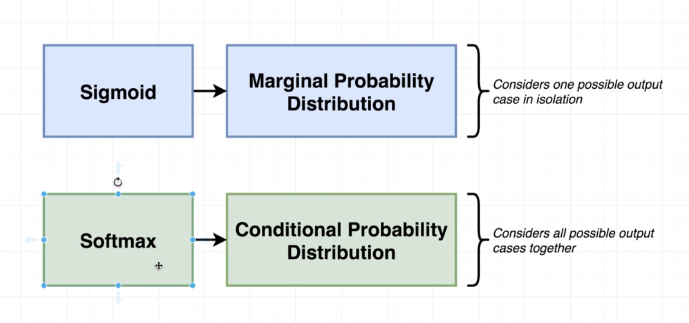 Sigmoid
Marginal Probability
Distribution
Considers one possible output
case in isolation
Softmax
Conditional Probability
Distribution
Considers all possible output
cases together